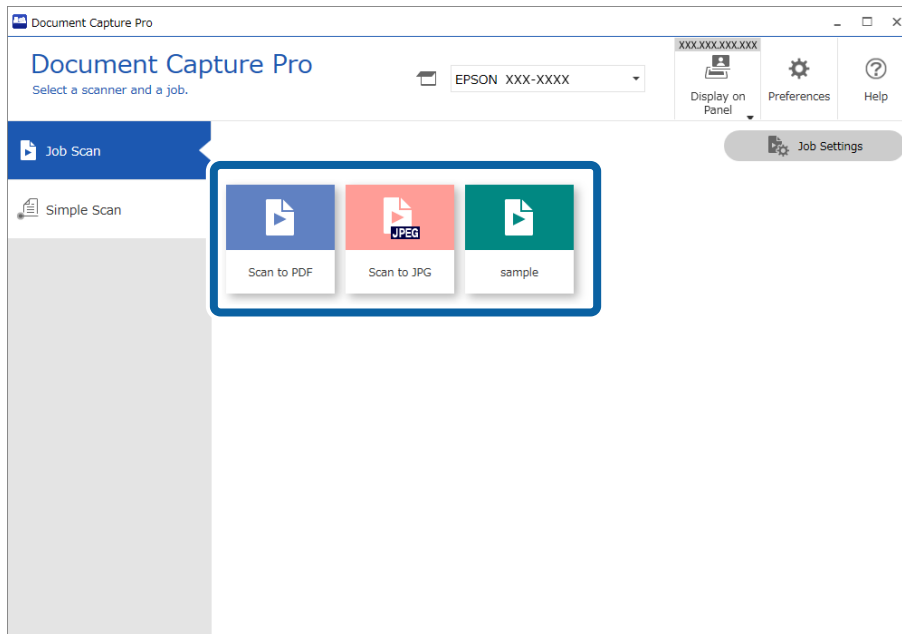 Document Capture Pro
Document Capture Pro
Select a scanner and a job.
EPSON XXX-XXXX
XXX.XXX.XXX.XXX
Display on
Panel
Preferences
Help
Job Scan
Job Settings
Simple Scan
JPEG
Scan to PDF
Scan to JPG
sample